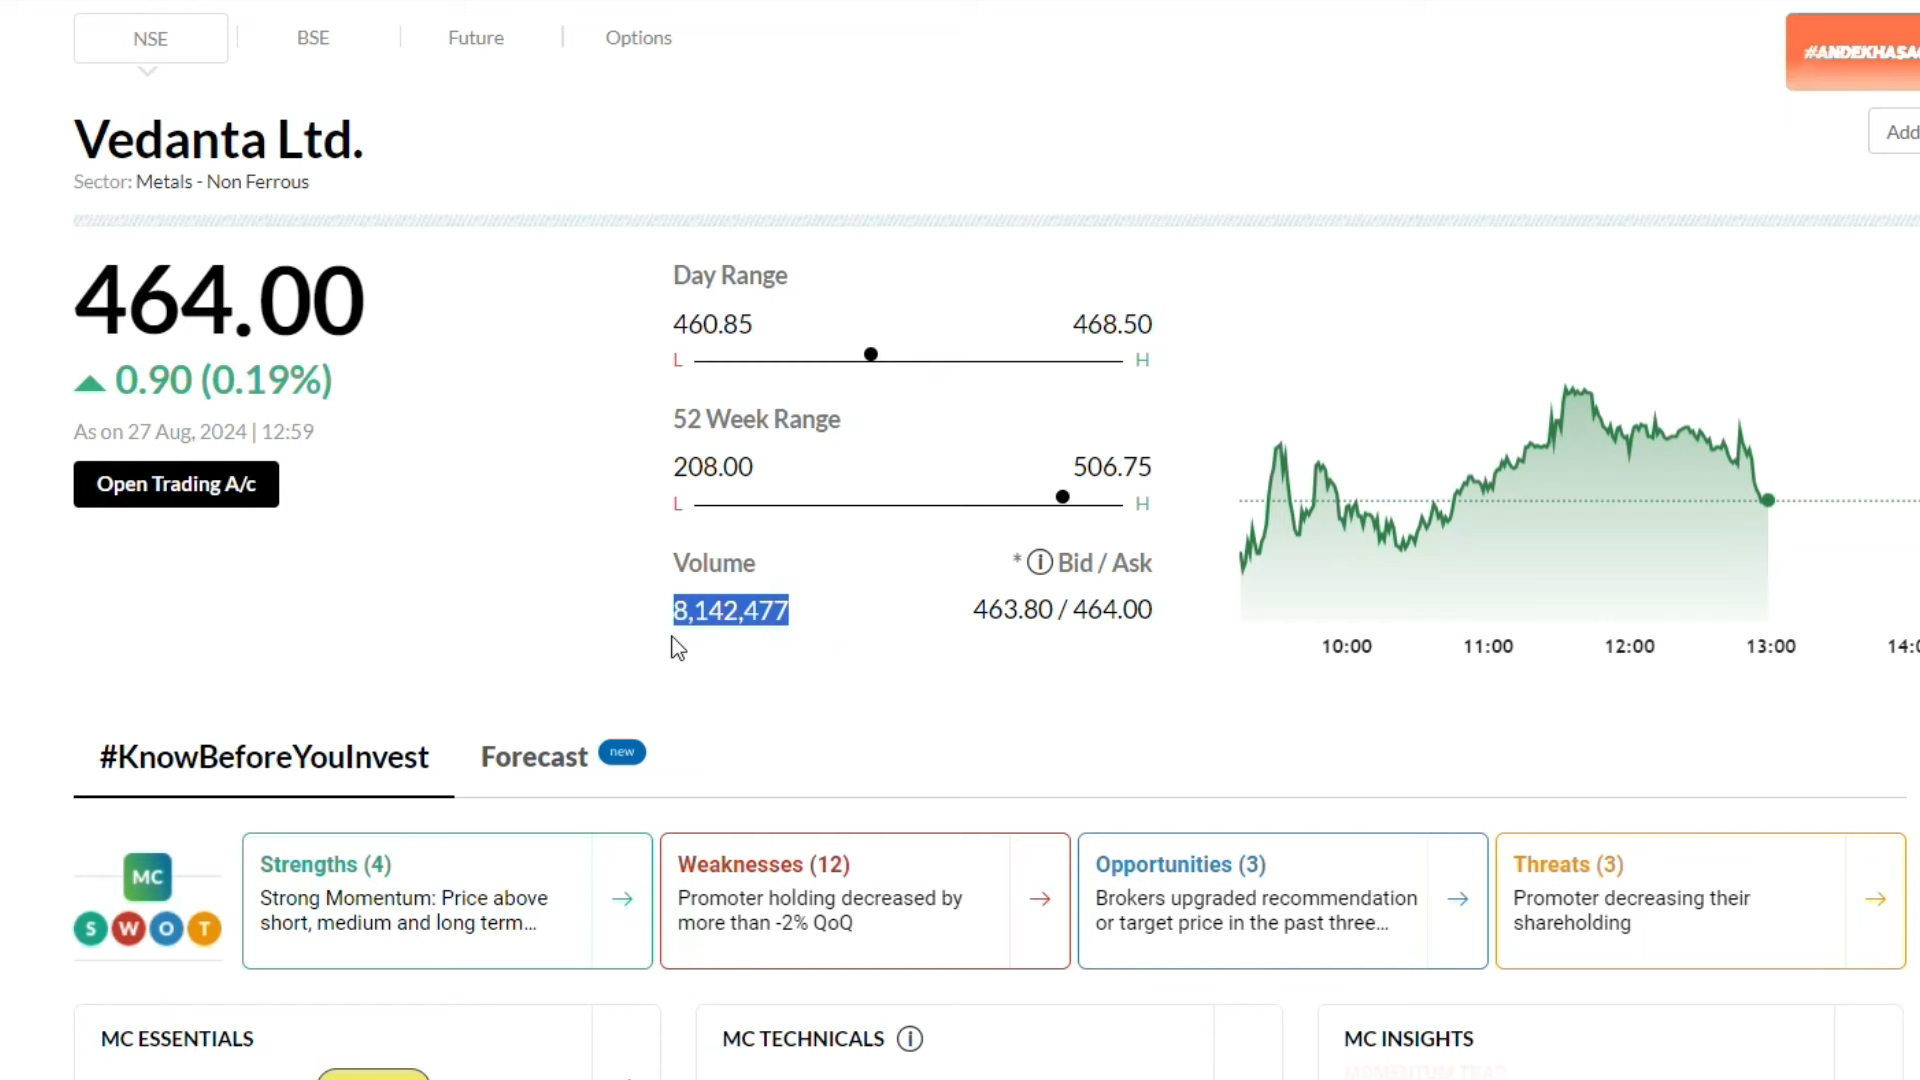 NSE
BSE
Future
Options
#ANDEKHASA
Vedanta Ltd.
Add
Sector: Metals - Non Ferrous
464.00
0.90 (0.19%)
As on 27 Aug, 2024 | 12:59
Open Trading A/c
Day Range
460.85 468.50
L H
52 Week Range
208.00 506.75
L H
Volume * i Bid / Ask
8,142,477 463.80 / 464.00
10:00 11:00 12:00 13:00 14:0
#KnowBeforeYouInvest
Forecast new
MC
S W O T
Strengths (4)
Strong Momentum: Price above
short, medium and long term...
Weaknesses (12)
Promoter holding decreased by
more than -2% QoQ
Opportunities (3)
Brokers upgraded recommendation
or target price in the past three...
Threats (3)
Promoter decreasing their
shareholding
MC ESSENTIALS
MC TECHNICALS i
MC INSIGHTS
MOMENTUM TRAP